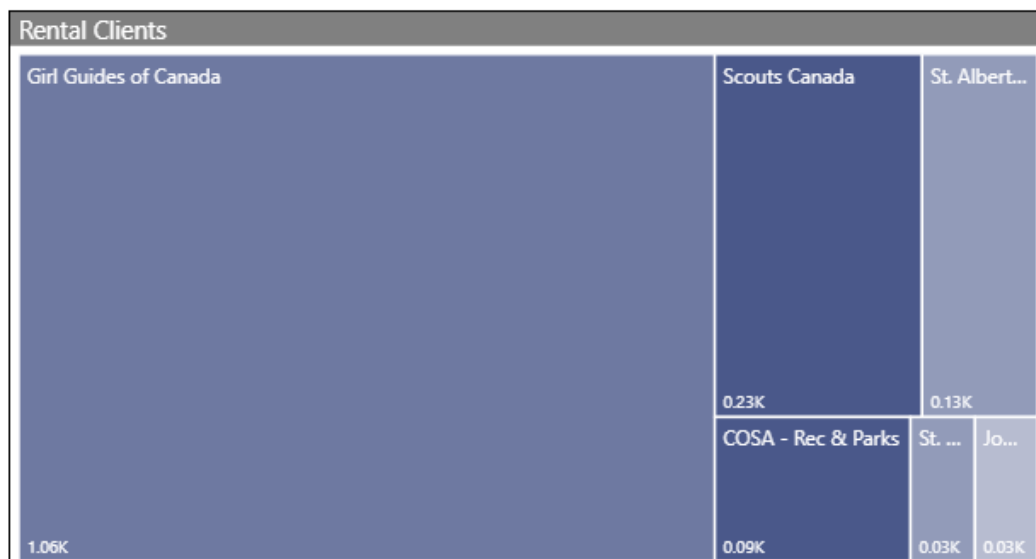 Rental Clients
Girl Guides of Canada
1.06K
Scouts Canada
0.23K
St. Albert...
0.13K
COSA - Rec & Parks
0.09K
St. ...
0.03K
Jo...
0.03K